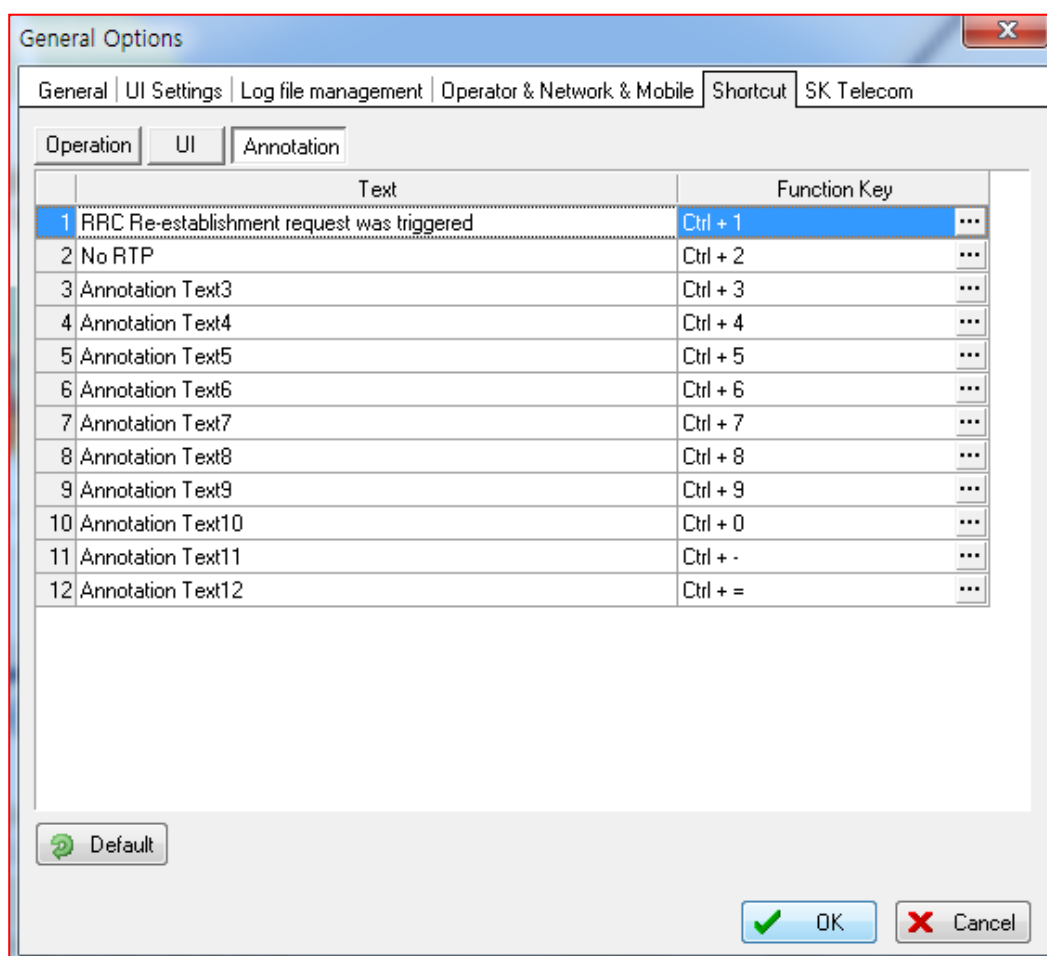 General Options
General UI Settings Log file management Operator & Network & Mobile Shortcut SK Telecom
Operation UI Annotation
Text Function Key
1 RRC Re-establishment request was triggered Ctrl + 1 ...
2 No RTP Ctrl + 2 ...
3 Annotation Text3 Ctrl + 3 ...
4 Annotation Text4 Ctrl + 4 ...
5 Annotation Text5 Ctrl + 5 ...
6 Annotation Text6 Ctrl + 6 ...
7 Annotation Text7 Ctrl + 7 ...
8 Annotation Text8 Ctrl + 8 ...
9 Annotation Text9 Ctrl + 9 ...
10 Annotation Text10 Ctrl + 0 ...
11 Annotation Text11 Ctrl + - ...
12 Annotation Text12 Ctrl + = ...
Default
OK Cancel